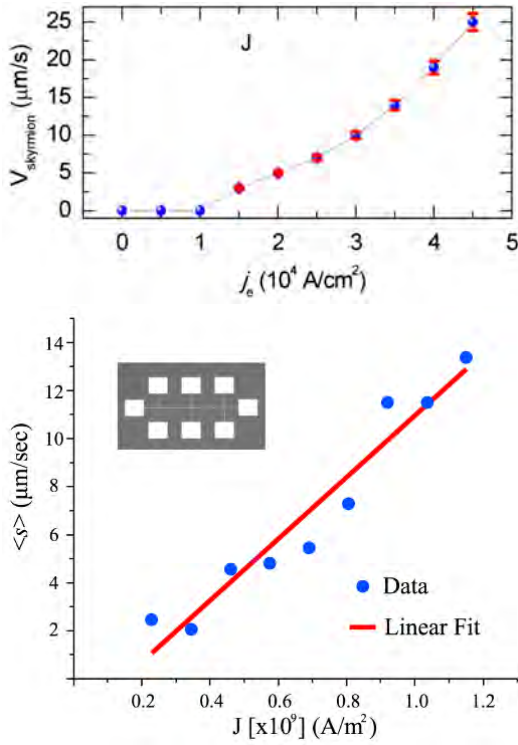 25
20
15
10
5
0
V_skyrmion (μm/s)
J
0 1 2 3 4 5
j_e (10^4 A/cm^2)
14
12
10
8
6
4
2
<s> (μm/sec)
Data
Linear Fit
0.2 0.4 0.6 0.8 1.0 1.2
J [x10^9] (A/m^2)